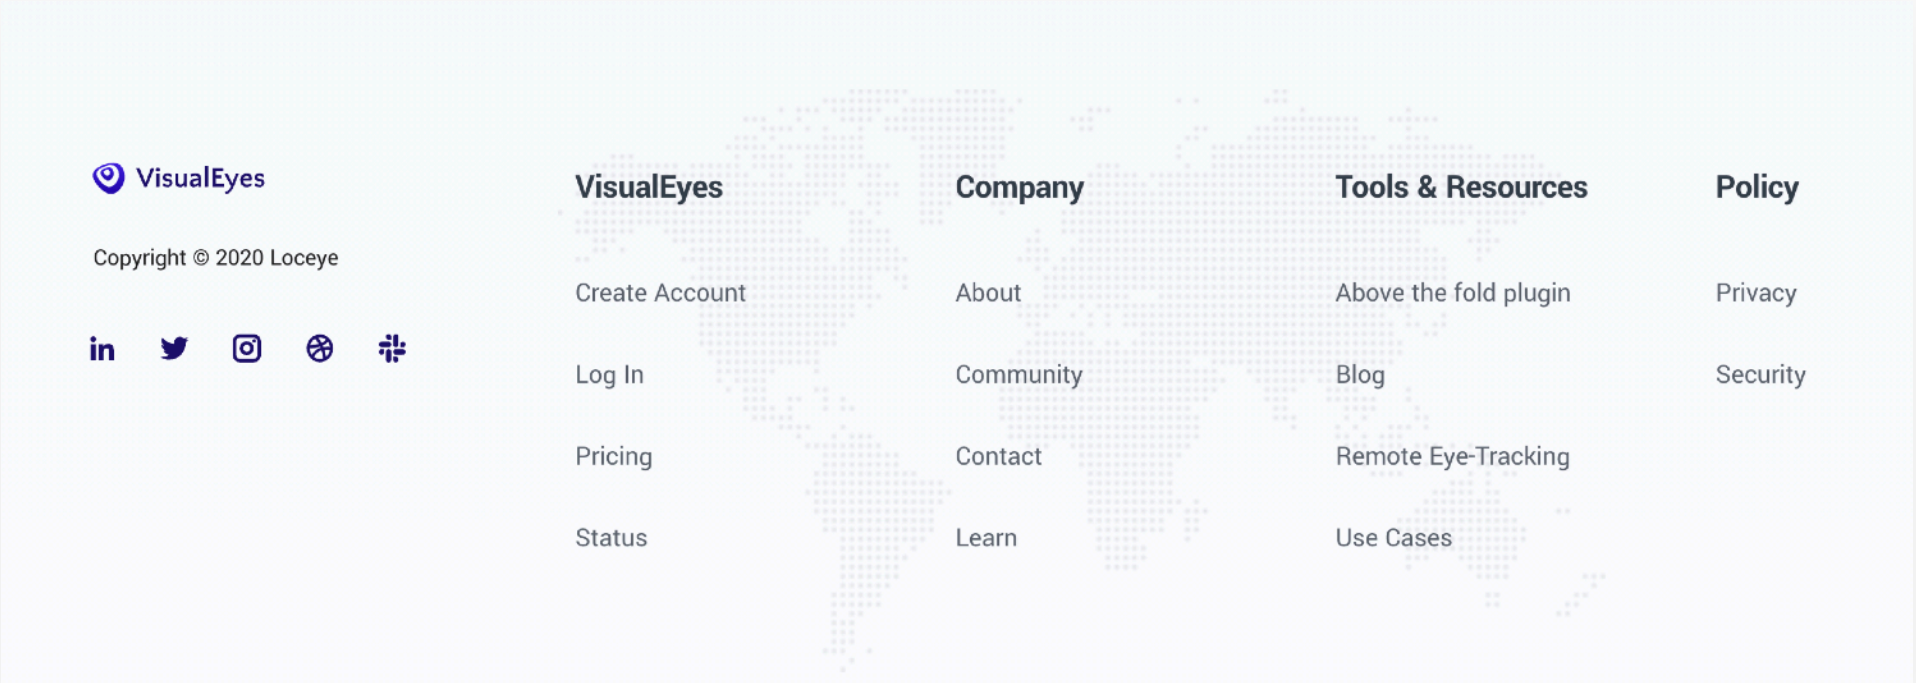 VisualEyes
Copyright © 2020 Loceye
VisualEyes
Create Account
Log In
Pricing
Status
Company
About
Community
Contact
Learn
Tools & Resources
Above the fold plugin
Blog
Remote Eye-Tracking
Use Cases
Policy
Privacy
Security